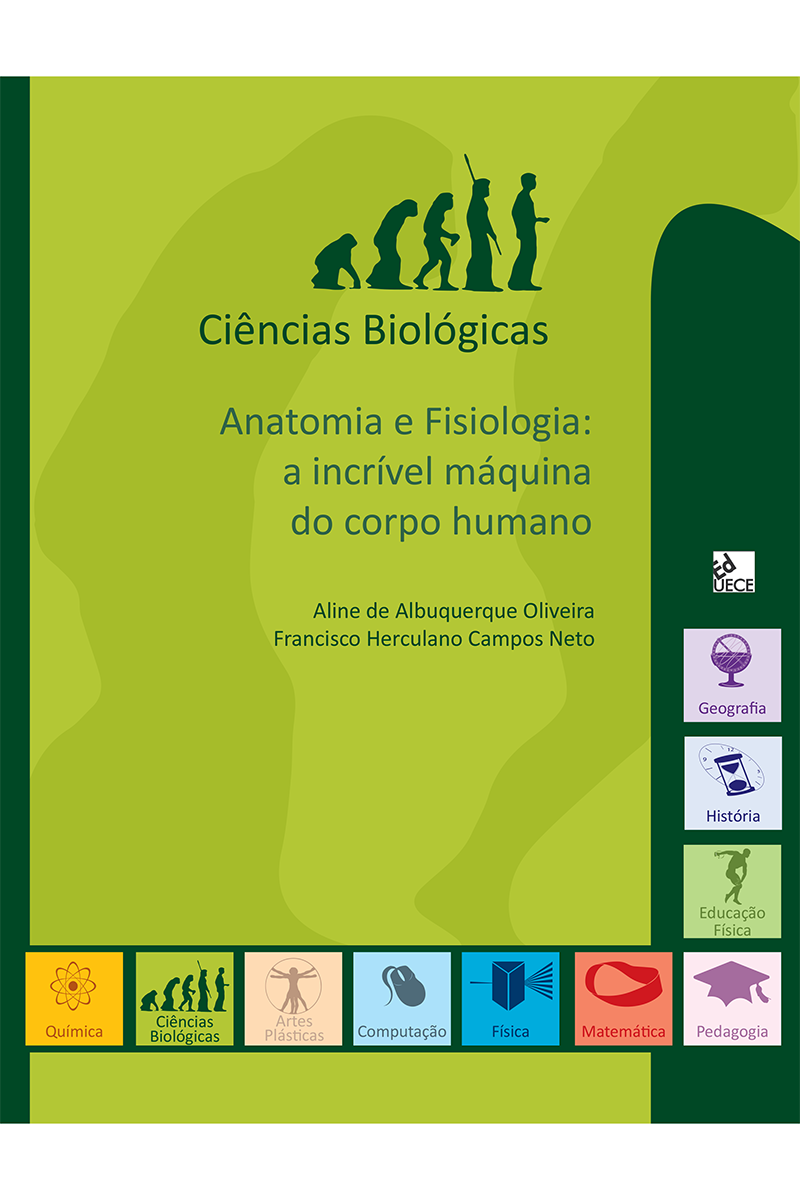 Ciências Biológicas
Anatomia e Fisiologia:
a incrível máquina
do corpo humano
Aline de Albuquerque Oliveira
Francisco Herculano Campos Neto
Ed
UECE
Geografia
12
História
Educação
Física
Química
Ciências
Biológicas
Artes
Plásticas
Computação
Física
Matemática
Pedagogia